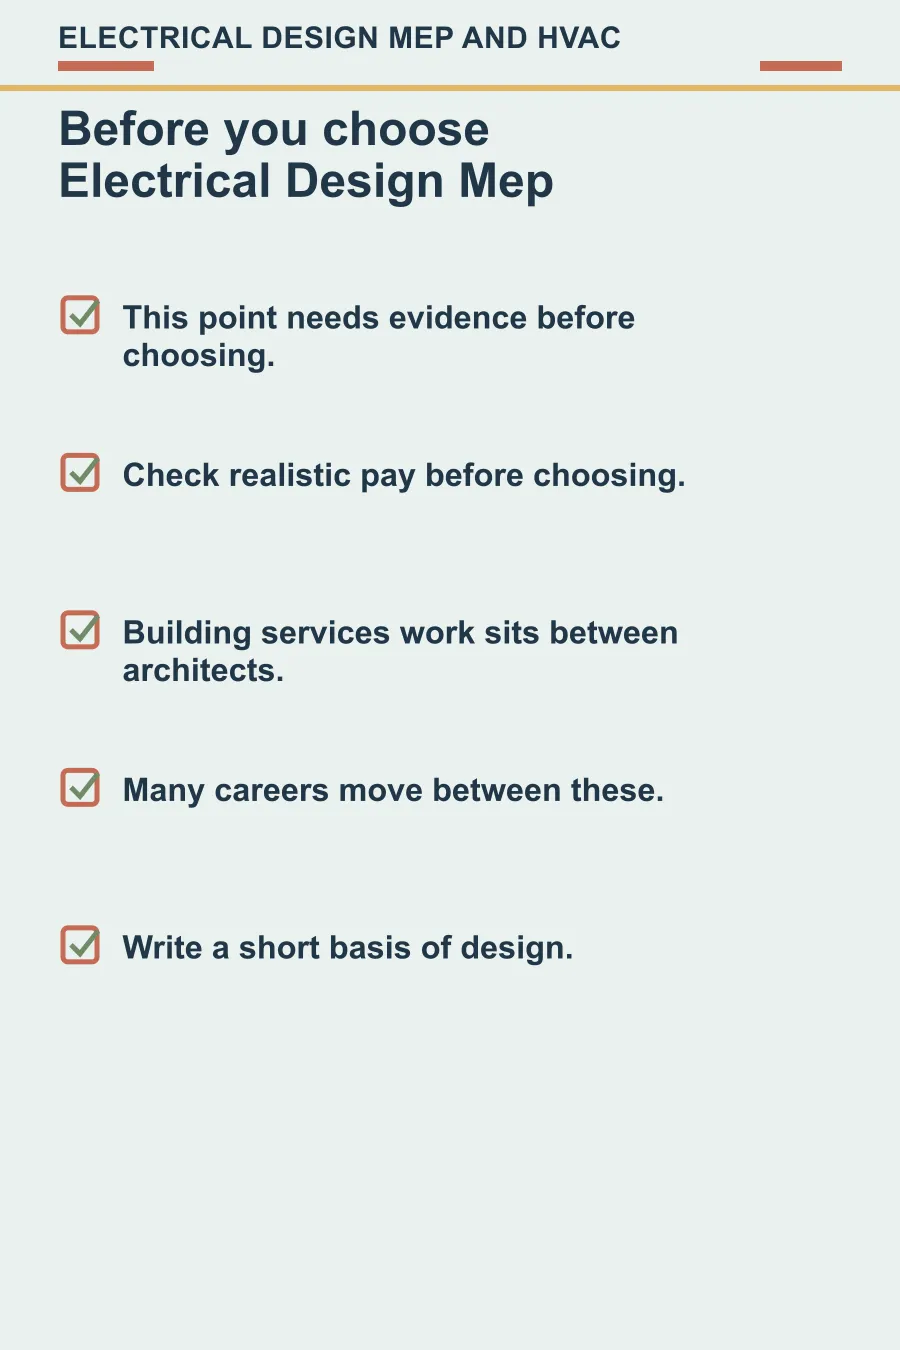 ELECTRICAL DESIGN MEP AND HVAC
Before you choose
Electrical Design Mep
This point needs evidence before
choosing.
Check realistic pay before choosing.
Building services work sits between
architects.
Many careers move between these.
Write a short basis of design.